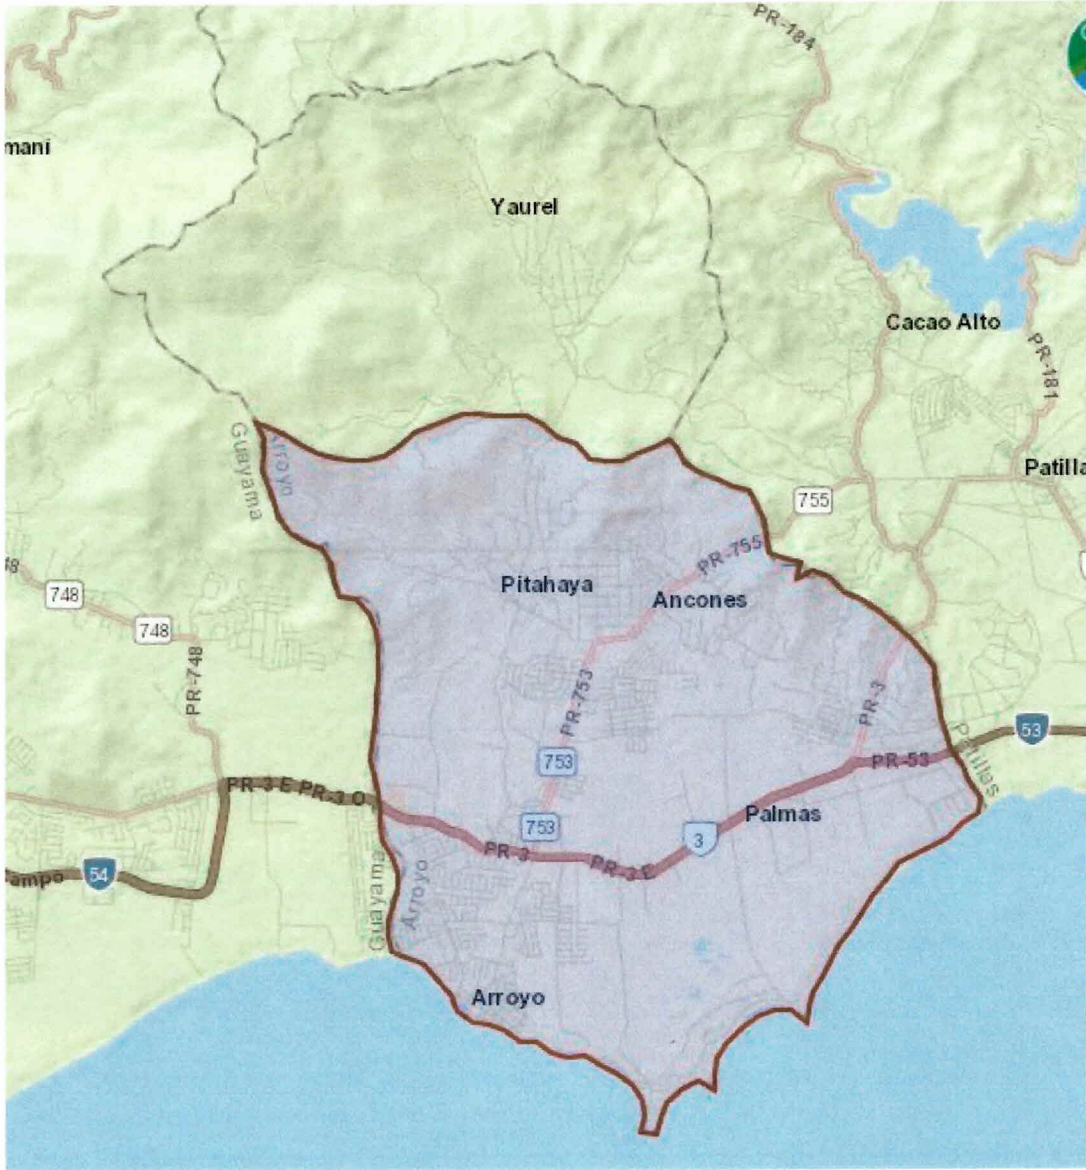 PR-184
maní
Yaurel
Cacao Alto
PR-181
Guayama
Arroyo
Patilla
755
PR-755
Pitahaya
Ancones
748
748
PR-748
PR-753
PR-3
753
Patillas
53
PR-53
PR-3 E PR-3 O
Palmas
753
3
PR-3
PR-3 E
ampo
54
Guayama
Arroyo
Arroyo